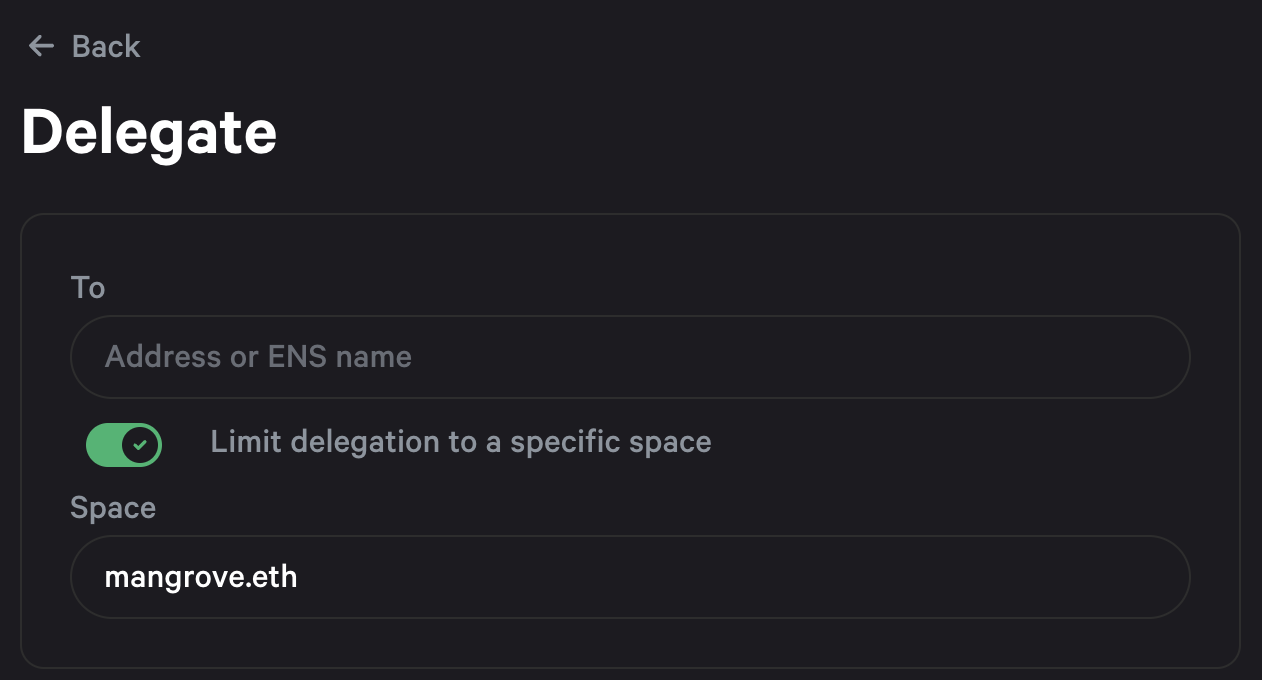 Back
Delegate
To
Address or ENS name
Limit delegation to a specific space
Space
mangrove.eth